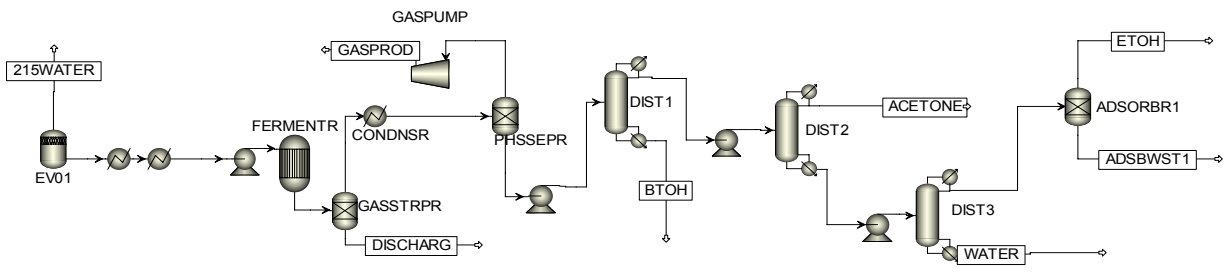 GASPUMP
GASPROD
215WATER
EV01
FERMENTR
CONDNSR
GASSTRPR
DISCHARG
PHSSEPR
DIST1
BTOH
DIST2
ACETONE
DIST3
WATER
ETOH
ADSORBR1
ADSBWST1